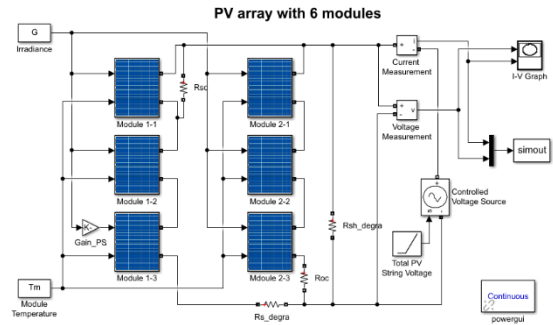 PV array with 6 modules
G
Irradiance
Rsc
Module 1-1
Module 2-1
+
i
-
Current
Measurement
I-V Graph
+
v
-
Voltage
Measurement
simout
Module 1-2
Module 2-2
K-
Gain_PS
Module 1-3
Module 2-3
Rsh_degra
Roc
Rs_degra
Tm
Module
Temperature
Total PV
String Voltage
+
s
-
Controlled
Voltage Source
Continuous
powergui